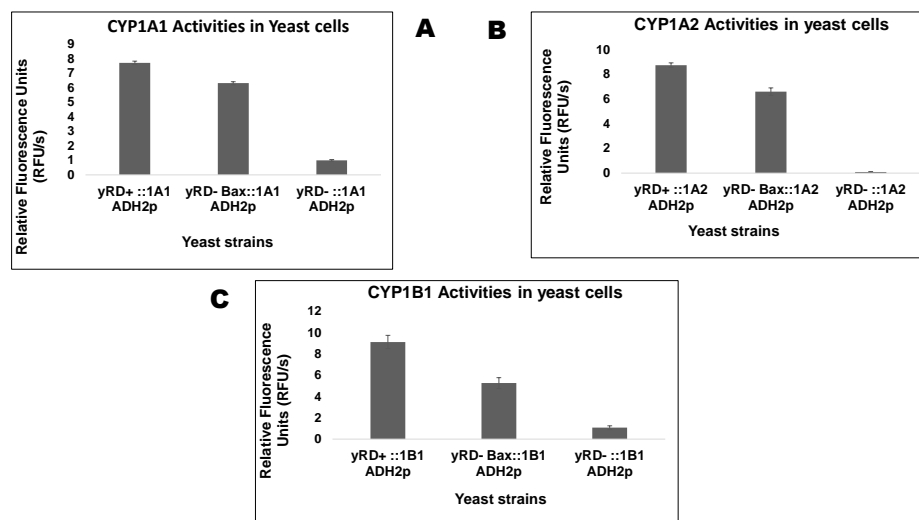 CYP1A1 Activities in Yeast cells
A
Relative Fluorescence Units
(RFU/s)
9
8
7
6
5
4
3
2
1
0
yRD+ ::1A1
ADH2p
yRD- Bax::1A1
ADH2p
yRD- ::1A1
ADH2p
Yeast strains
B
CYP1A2 Activities in yeast cells
Relative Fluorescence
Units (RFU/s)
10
8
6
4
2
0
yRD+ ::1A2
ADH2p
yRD- Bax::1A2
ADH2p
yRD- ::1A2
ADH2p
Yeast strains
C
CYP1B1 Activities in yeast cells
Relative Fluorescence
Units (RFU/s)
12
10
8
6
4
2
0
yRD+ ::1B1
ADH2p
yRD- Bax::1B1
ADH2p
yRD- ::1B1
ADH2p
Yeast strains